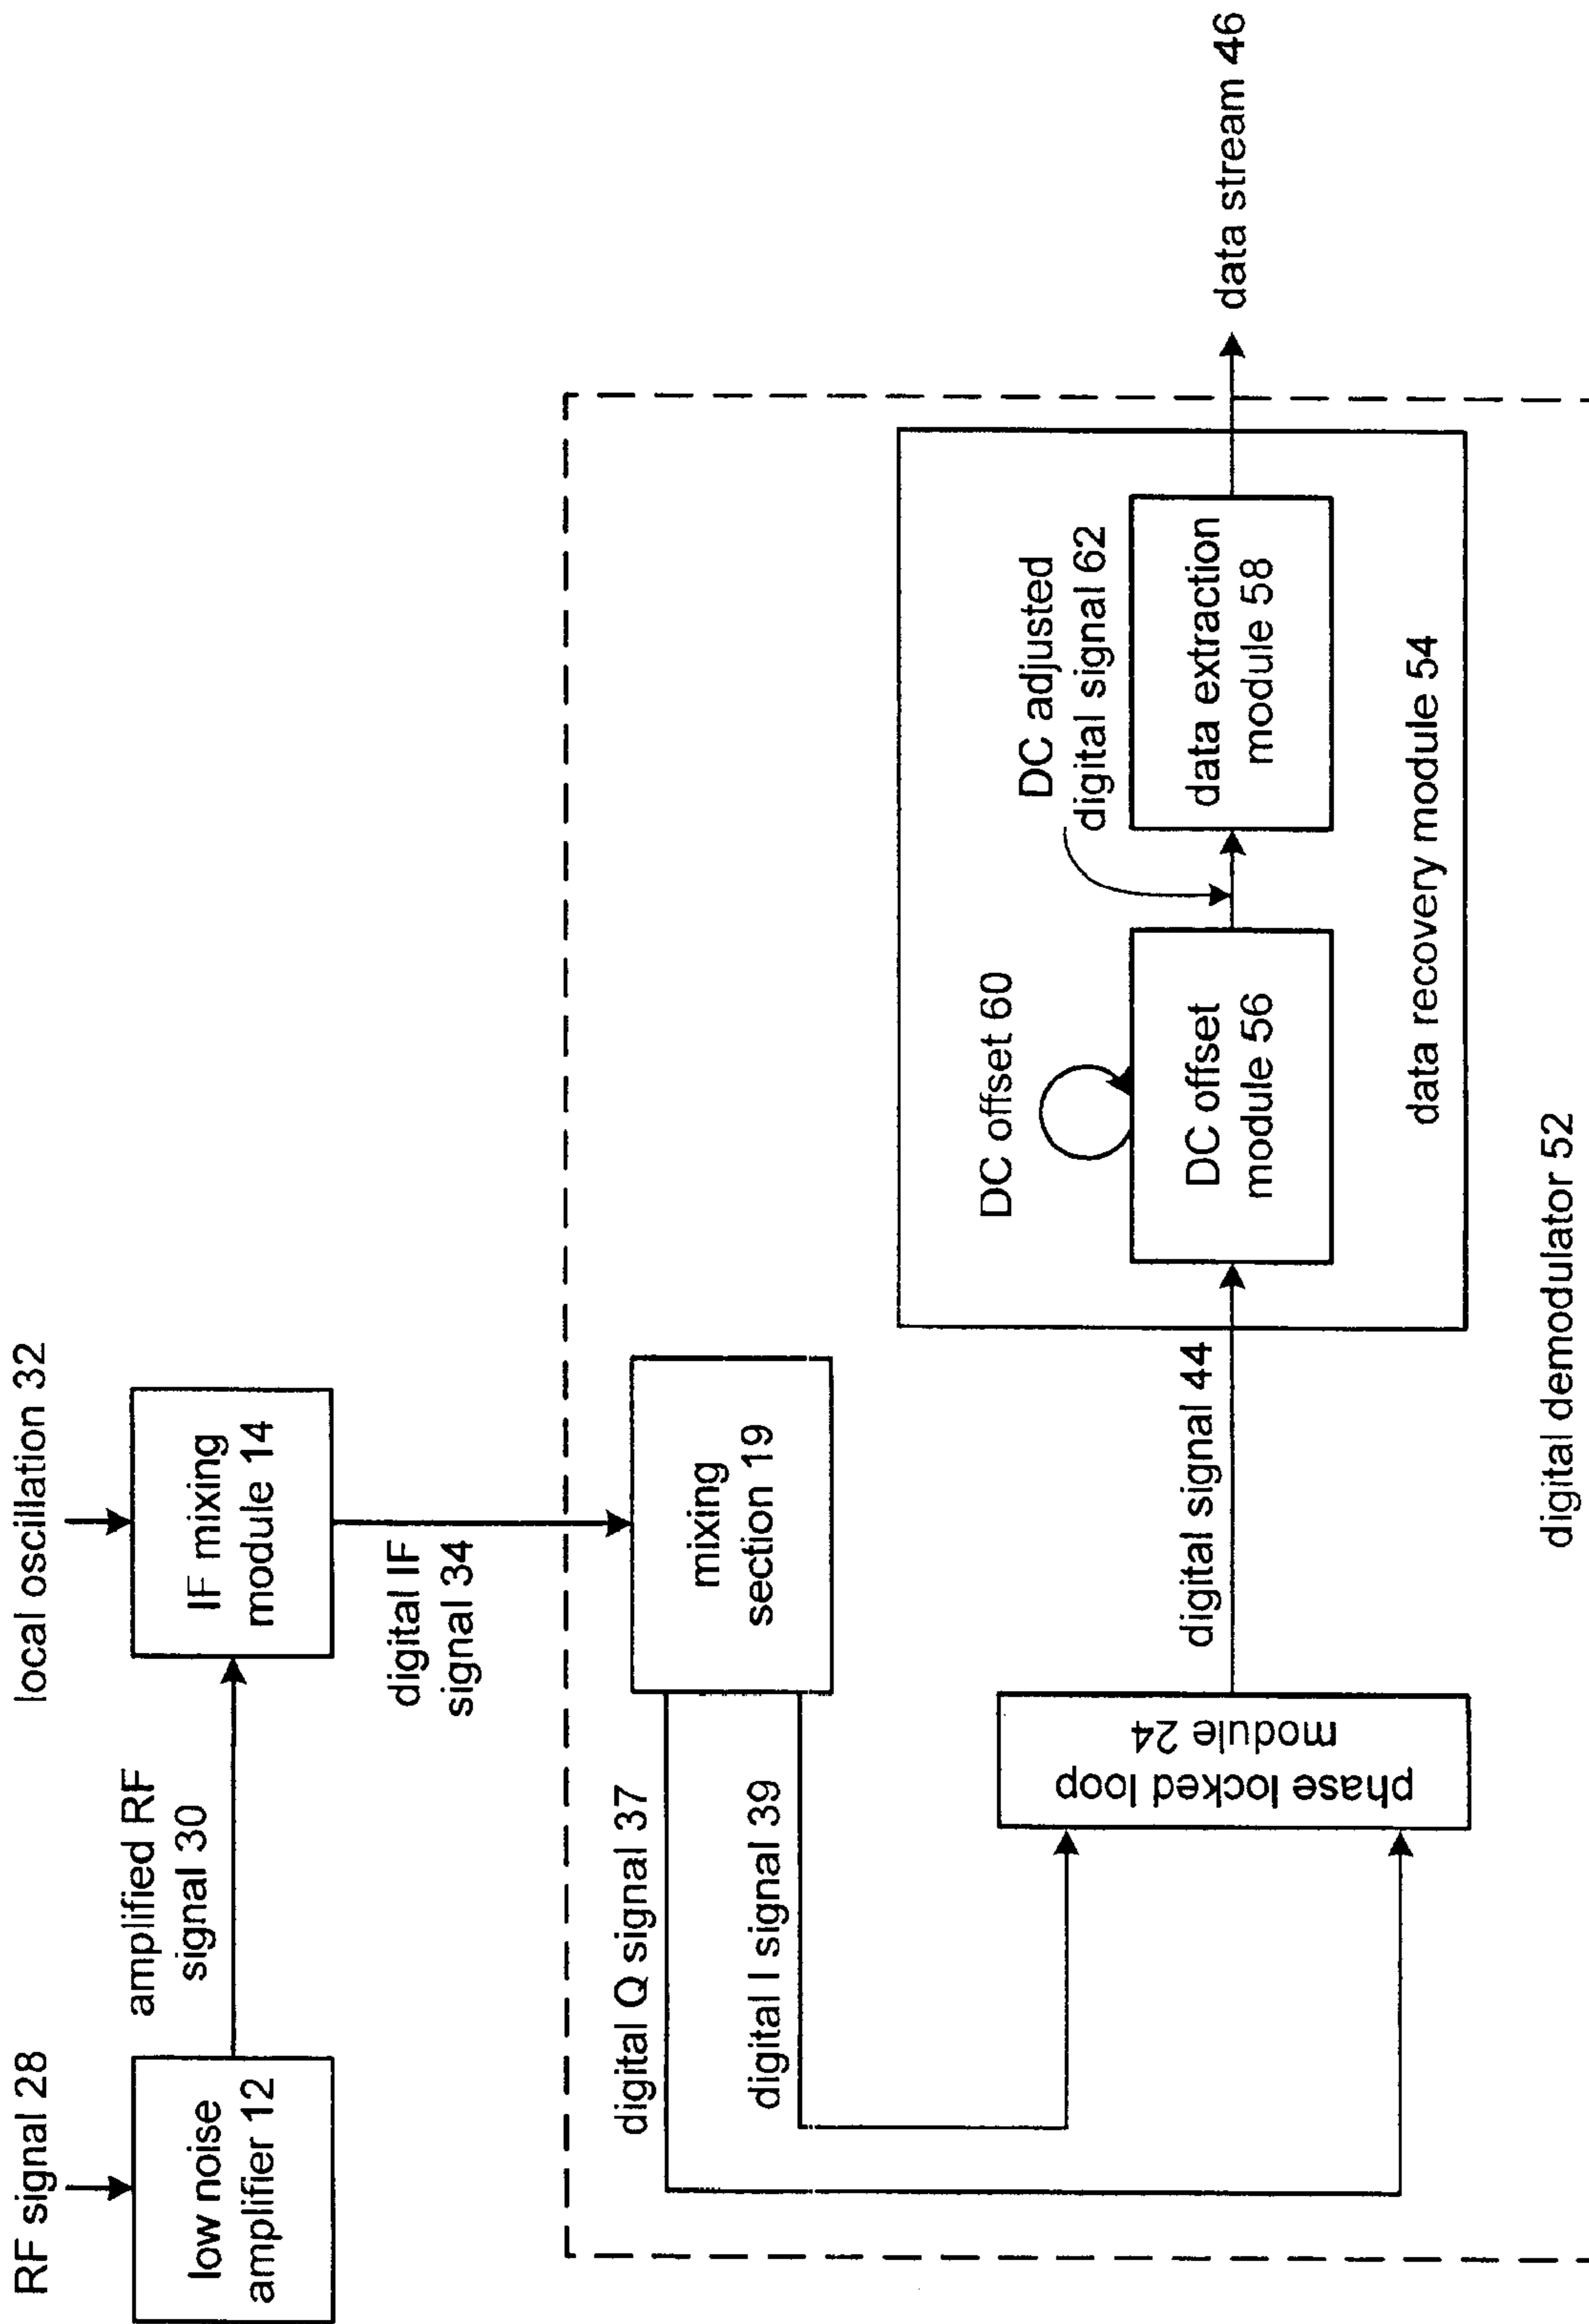 RF signal 28
local oscillation 32
low noise
amplifier 12
amplified RF
signal 30
IF mixing
module 14
digital IF
signal 34
digital Q signal 37
digital I signal 39
mixing
section 19
phase locked loop
module 24
digital signal 44
DC offset 60
DC offset
module 56
DC adjusted
digital signal 62
data extraction
module 58
data recovery module 54
data stream 46
digital demodulator 52